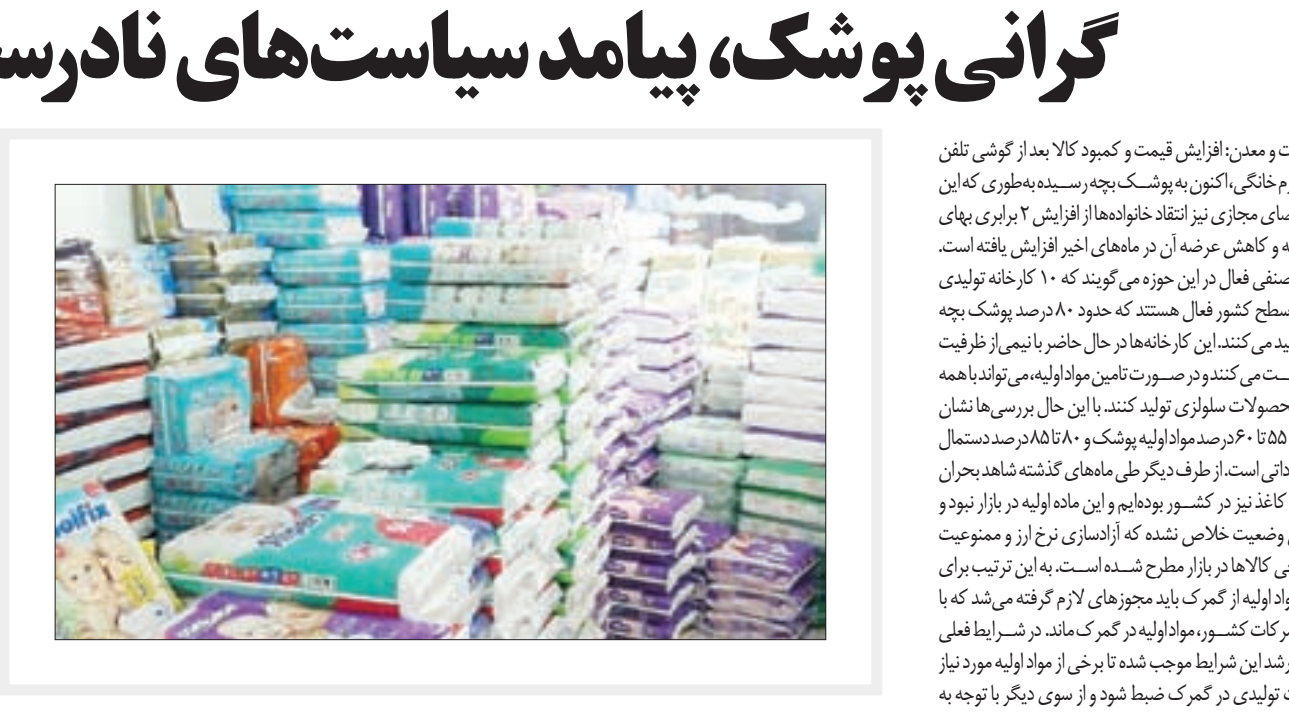 گرانی پوشک، پیامد سیاست‌های
و معدن: افزایش قیمت و کمبود کالا بعد از گوشی تلفن
خانگی، اکنون به پوشک بچه رسیده به‌طوری که این
مجازی نیز انتقاد خانواده‌ها از افزایش ۲ برابری بهای
و کاهش عرضه آن در ماه‌های اخیر افزایش یافته است.
صنفی فعال در این حوزه می‌گویند که ۱۰ کارخانه تولیدی
سطح کشور فعال هستند که حدود ۸۰ درصد پوشک بچه
می‌کنند. این کارخانه‌ها در حال حاضر با نیمی از ظرفیت
می‌کنند و در صورت تامین مواد اولیه، می‌تواند با همه
محصولات سلولزی تولید کنند. با این حال بررسی‌ها نشان
۵۵ تا ۶۰ درصد مواد اولیه پوشک و ۸۰ تا ۸۵ درصد دستمال
است. از طرف دیگر طی ماه‌های گذشته شاهد بحران
کاغذ نیز در کشور بوده‌ایم و این ماده اولیه در بازار نبود و
وضعیت خلاص نشده که آزادسازی نرخ ارز و ممنوعیت
کالاها در بازار مطرح شده است. به این ترتیب برای
مواد اولیه از گمرک باید مجوزهای لازم گرفته می‌شد که با
کشور، مواد اولیه در گمرک ماند. در شرایط فعلی
این شرایط موجب شده تا برخی از مواد اولیه مورد نیاز
تولیدی در گمرک ضبط شود و از سوی دیگر با توجه به
olfix